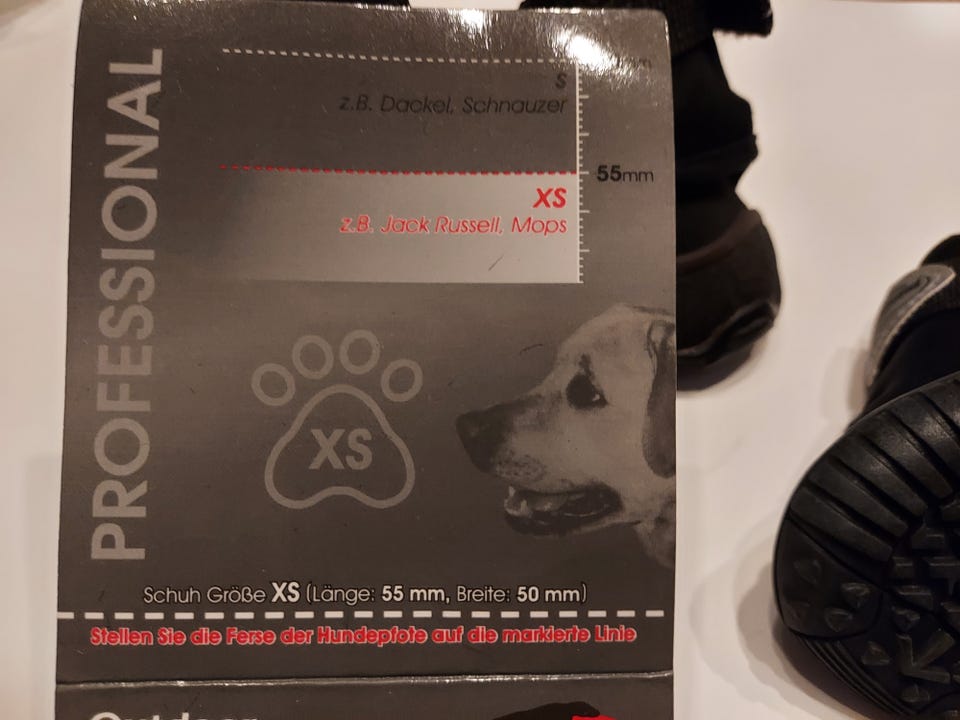 PROFESSIONAL
S
z.B. Dackel, Schnauzer
55mm
XS
z.B. Jack Russell, Mops
XS
Schuh Größe XS (Länge: 55 mm, Breite: 50 mm)
Stellen Sie die Ferse der Hundepfote auf die markierte Linie